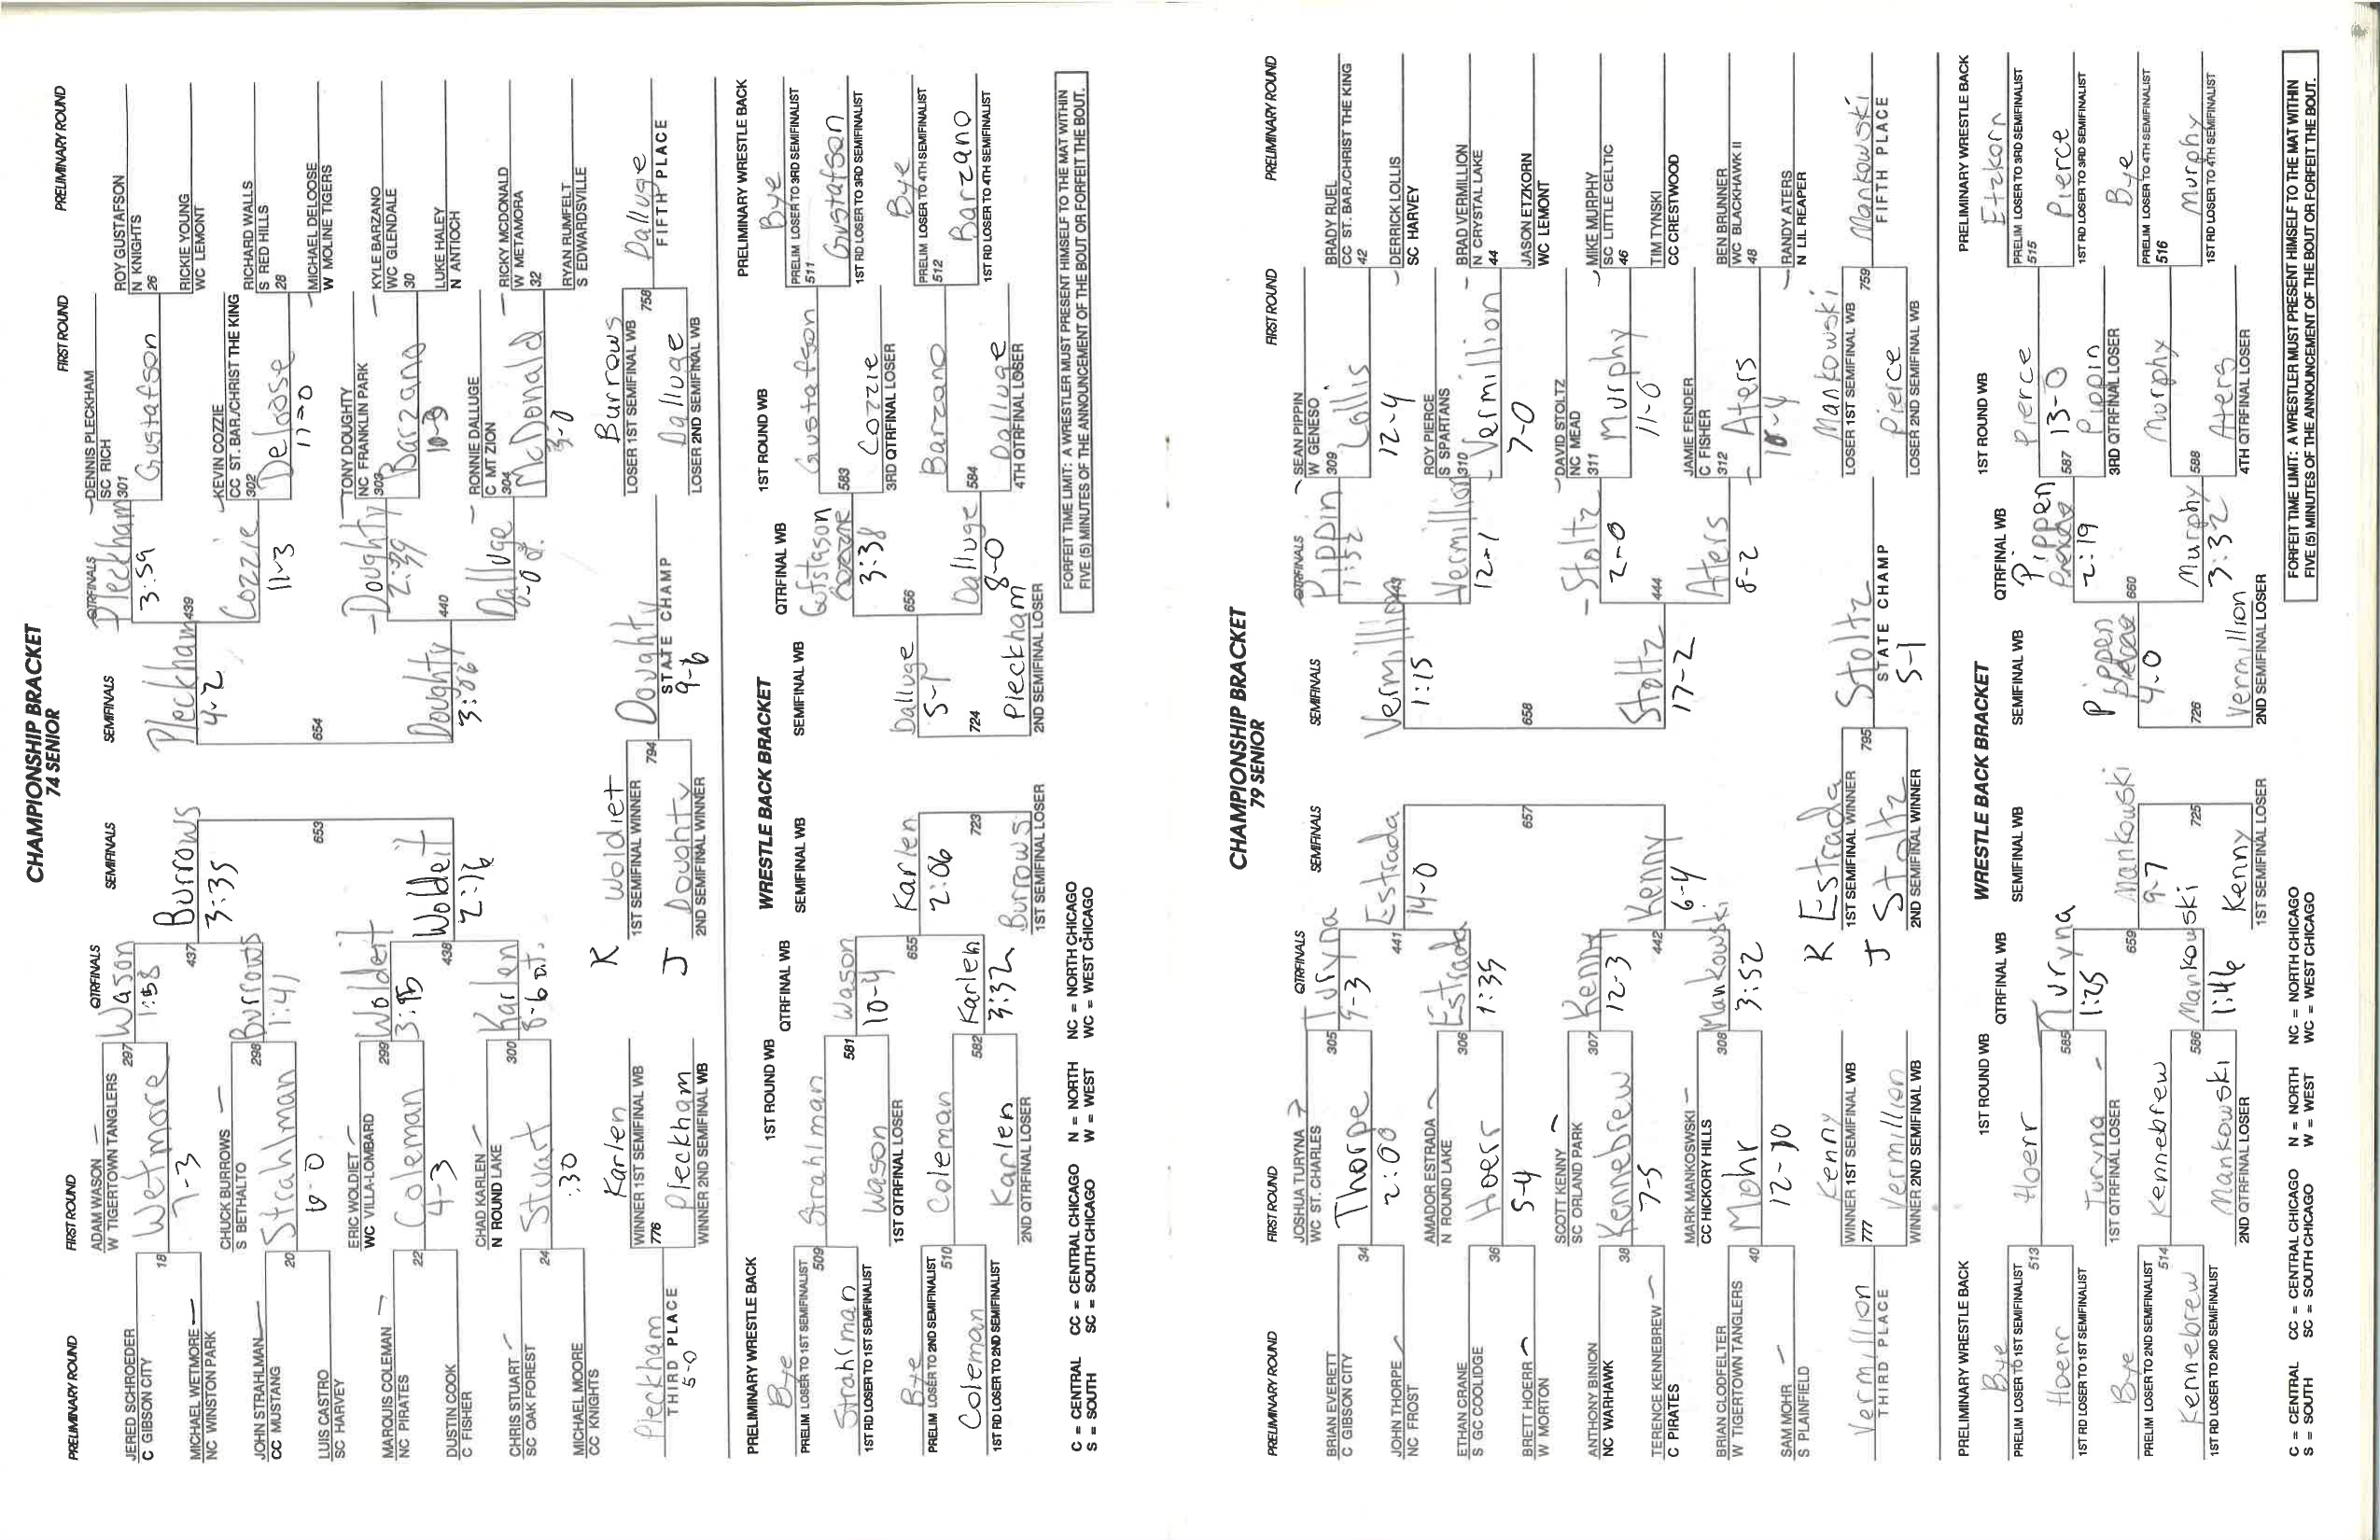 CHAMPIONSHIP BRACKET
74 SENIOR
PRELIMINARY ROUND
FIRST ROUND
QTRFINALS
SEMIFINALS
SEMIFINALS
QTRFINALS
FIRST ROUND
PRELIMINARY ROUND
JERED SCHROEDER
C GIBSON CITY
18
MICHAEL WETMORE
NC WINSTON PARK
JOHN STRAHLMAN
CC MUSTANG
20
LUIS CASTRO
SC HARVEY
MARQUIS COLEMAN
NC PIRATES
22
DUSTIN COOK
C FISHER
CHRIS STUART
SC OAK FOREST
24
MICHAEL MOORE
CC KNIGHTS
ADAM WASON
W TIGERTOWN TANGLERS
297
Wetmore
7-3
CHUCK BURROWS
S BETHALTO
298
Strahlman
ERIC WOLDIET
WC VILLA-LOMBARD
299
Coleman
4-3
CHAD KARLEN
N ROUND LAKE
300
Stuart
:30
Wason
1:58
437
Burrows
1:41
Woldeit
438
Karlen
8-6 O.T.
Burrows
3:35
653
Woldeit
2:16
Pleckham
4-2
654
Doughty
3:06
Pleckham
3:59
439
Cozzie
11-3
Doughty
2:39
440
Dalluge
DENNIS PLECKHAM
SC RICH
301
Gustafson
KEVIN COZZIE
CC ST. BAR./CHRIST THE KING
302
Deloose
17-0
TONY DOUGHTY
NC FRANKLIN PARK
303
Barzano
RONNIE DALLUGE
C MT ZION
304
McDonald
3-0
ROY GUSTAFSON
N KNIGHTS
26
RICKIE YOUNG
WC LEMONT
RICHARD WALLS
S RED HILLS
28
MICHAEL DELOOSE
W MOLINE TIGERS
KYLE BARZANO
WC GLENDALE
30
LUKE HALEY
N ANTIOCH
RICKY MCDONALD
W METAMORA
32
RYAN RUMFELT
S EDWARDSVILLE
Pleckham
THIRD PLACE
5-0
Karlen
WINNER 1ST SEMIFINAL WB
776
Pleckham
WINNER 2ND SEMIFINAL WB
K Woldiet
1ST SEMIFINAL WINNER
794
J Doughty
2ND SEMIFINAL WINNER
Doughty
STATE CHAMP
9-6
Burrows
LOSER 1ST SEMIFINAL WB
758
Dalluge
LOSER 2ND SEMIFINAL WB
Dalluge
FIFTH PLACE
WRESTLE BACK BRACKET
PRELIMINARY WRESTLE BACK
1ST ROUND WB
QTRFINAL WB
SEMIFINAL WB
SEMIFINAL WB
QTRFINAL WB
1ST ROUND WB
PRELIMINARY WRESTLE BACK
Bye
PRELIM LOSER TO 1ST SEMIFINALIST
509
Strahlman
1ST RD LOSER TO 1ST SEMIFINALIST
Bye
PRELIM LOSER TO 2ND SEMIFINALIST
510
Coleman
1ST RD LOSER TO 2ND SEMIFINALIST
Strahlman
581
Wason
1ST QTRFINAL LOSER
Coleman
582
Karlen
2ND QTRFINAL LOSER
Wason
10-4
655
Karlen
3:32
Karlen
2:06
723
Burrows
1ST SEMIFINAL LOSER
Dalluge
5-1
724
Pleckham
2ND SEMIFINAL LOSER
Gutstason
3:38
656
Dalluge
8-0
Gustafson
583
Cozzie
3RD QTRFINAL LOSER
Barzano
584
Dalluge
4TH QTRFINAL LOSER
Bye
PRELIM LOSER TO 3RD SEMIFINALIST
511
Gustafson
1ST RD LOSER TO 3RD SEMIFINALIST
Bye
PRELIM LOSER TO 4TH SEMIFINALIST
512
Barzano
1ST RD LOSER TO 4TH SEMIFINALIST
C = CENTRAL CC = CENTRAL CHICAGO N = NORTH NC = NORTH CHICAGO
S = SOUTH SC = SOUTH CHICAGO W = WEST WC = WEST CHICAGO
FORFEIT TIME LIMIT: A WRESTLER MUST PRESENT HIMSELF TO THE MAT WITHIN
FIVE (5) MINUTES OF THE ANNOUNCEMENT OF THE BOUT OR FORFEIT THE BOUT.
CHAMPIONSHIP BRACKET
79 SENIOR
PRELIMINARY ROUND
FIRST ROUND
QTRFINALS
SEMIFINALS
SEMIFINALS
QTRFINALS
FIRST ROUND
PRELIMINARY ROUND
BRIAN EVERETT
C GIBSON CITY
34
JOHN THORPE
NC FROST
ETHAN CRANE
S GC COOLIDGE
36
BRETT HOERR
W MORTON
ANTHONY BINION
NC WARHAWK
38
TERENCE KENNEBREW
C PIRATES
BRIAN CLODFELTER
W TIGERTOWN TANGLERS
40
SAM MOHR
S PLAINFIELD
JOSHUA TURYNA
WC ST. CHARLES
305
Thorpe
2:00
AMADOR ESTRADA
N ROUND LAKE
306
Hoerr
5-4
SCOTT KENNY
SC ORLAND PARK
307
Kennebrew
7-5
MARK MANKOWSKI
CC HICKORY HILLS
308
Mohr
12-10
Turyna
9-3
441
Estrada
1:35
Kenny
12-3
442
Mankowski
3:52
Estrada
14-0
657
Kenny
6-4
Vermillion
1:15
658
Stoltz
17-2
Pippin
1:52
443
Vermillion
12-1
Stoltz
2-0
444
Aters
8-2
SEAN PIPPIN
W GENESO
309
Lollis
12-4
ROY PIERCE
S SPARTANS
310
Vermillion
7-0
DAVID STOLTZ
NC MEAD
311
Murphy
11-0
JAMIE FENDER
C FISHER
312
Aters
BRADY RUEL
CC ST. BAR./CHRIST THE KING
42
DERRICK LOLLIS
SC HARVEY
BRAD VERMILLION
N CRYSTAL LAKE
44
JASON ETZKORN
WC LEMONT
MIKE MURPHY
SC LITTLE CELTIC
46
TIM TYNSKI
CC CRESTWOOD
BEN BRUNNER
WC BLACKHAWK II
48
RANDY ATERS
N LIL REAPER
Vermillion
THIRD PLACE
Kenny
WINNER 1ST SEMIFINAL WB
777
Vermillion
WINNER 2ND SEMIFINAL WB
K Estrada
1ST SEMIFINAL WINNER
795
J Stoltz
2ND SEMIFINAL WINNER
Stoltz
STATE CHAMP
5-1
Mankowski
LOSER 1ST SEMIFINAL WB
759
Pierce
LOSER 2ND SEMIFINAL WB
Mankowski
FIFTH PLACE
WRESTLE BACK BRACKET
PRELIMINARY WRESTLE BACK
1ST ROUND WB
QTRFINAL WB
SEMIFINAL WB
SEMIFINAL WB
QTRFINAL WB
1ST ROUND WB
PRELIMINARY WRESTLE BACK
Bye
PRELIM LOSER TO 1ST SEMIFINALIST
513
Hoerr
1ST RD LOSER TO 1ST SEMIFINALIST
Bye
PRELIM LOSER TO 2ND SEMIFINALIST
514
Kennebrew
1ST RD LOSER TO 2ND SEMIFINALIST
Hoerr
585
Turyna
1ST QTRFINAL LOSER
Kennebrew
586
Mankowski
2ND QTRFINAL LOSER
Turyna
1:25
659
Mankowski
1:46
Mankowski
9-7
725
Kenny
1ST SEMIFINAL LOSER
Pippen
4-0
726
Vermillion
2ND SEMIFINAL LOSER
Pippen
2:19
660
Murphy
3:32
Pierce
13-0
587
Pippin
3RD QTRFINAL LOSER
Murphy
588
Aters
4TH QTRFINAL LOSER
Etzkorn
PRELIM LOSER TO 3RD SEMIFINALIST
515
Pierce
1ST RD LOSER TO 3RD SEMIFINALIST
Bye
PRELIM LOSER TO 4TH SEMIFINALIST
516
Murphy
1ST RD LOSER TO 4TH SEMIFINALIST
C = CENTRAL CC = CENTRAL CHICAGO N = NORTH NC = NORTH CHICAGO
S = SOUTH SC = SOUTH CHICAGO W = WEST WC = WEST CHICAGO
FORFEIT TIME LIMIT: A WRESTLER MUST PRESENT HIMSELF TO THE MAT WITHIN
FIVE (5) MINUTES OF THE ANNOUNCEMENT OF THE BOUT OR FORFEIT THE BOUT.